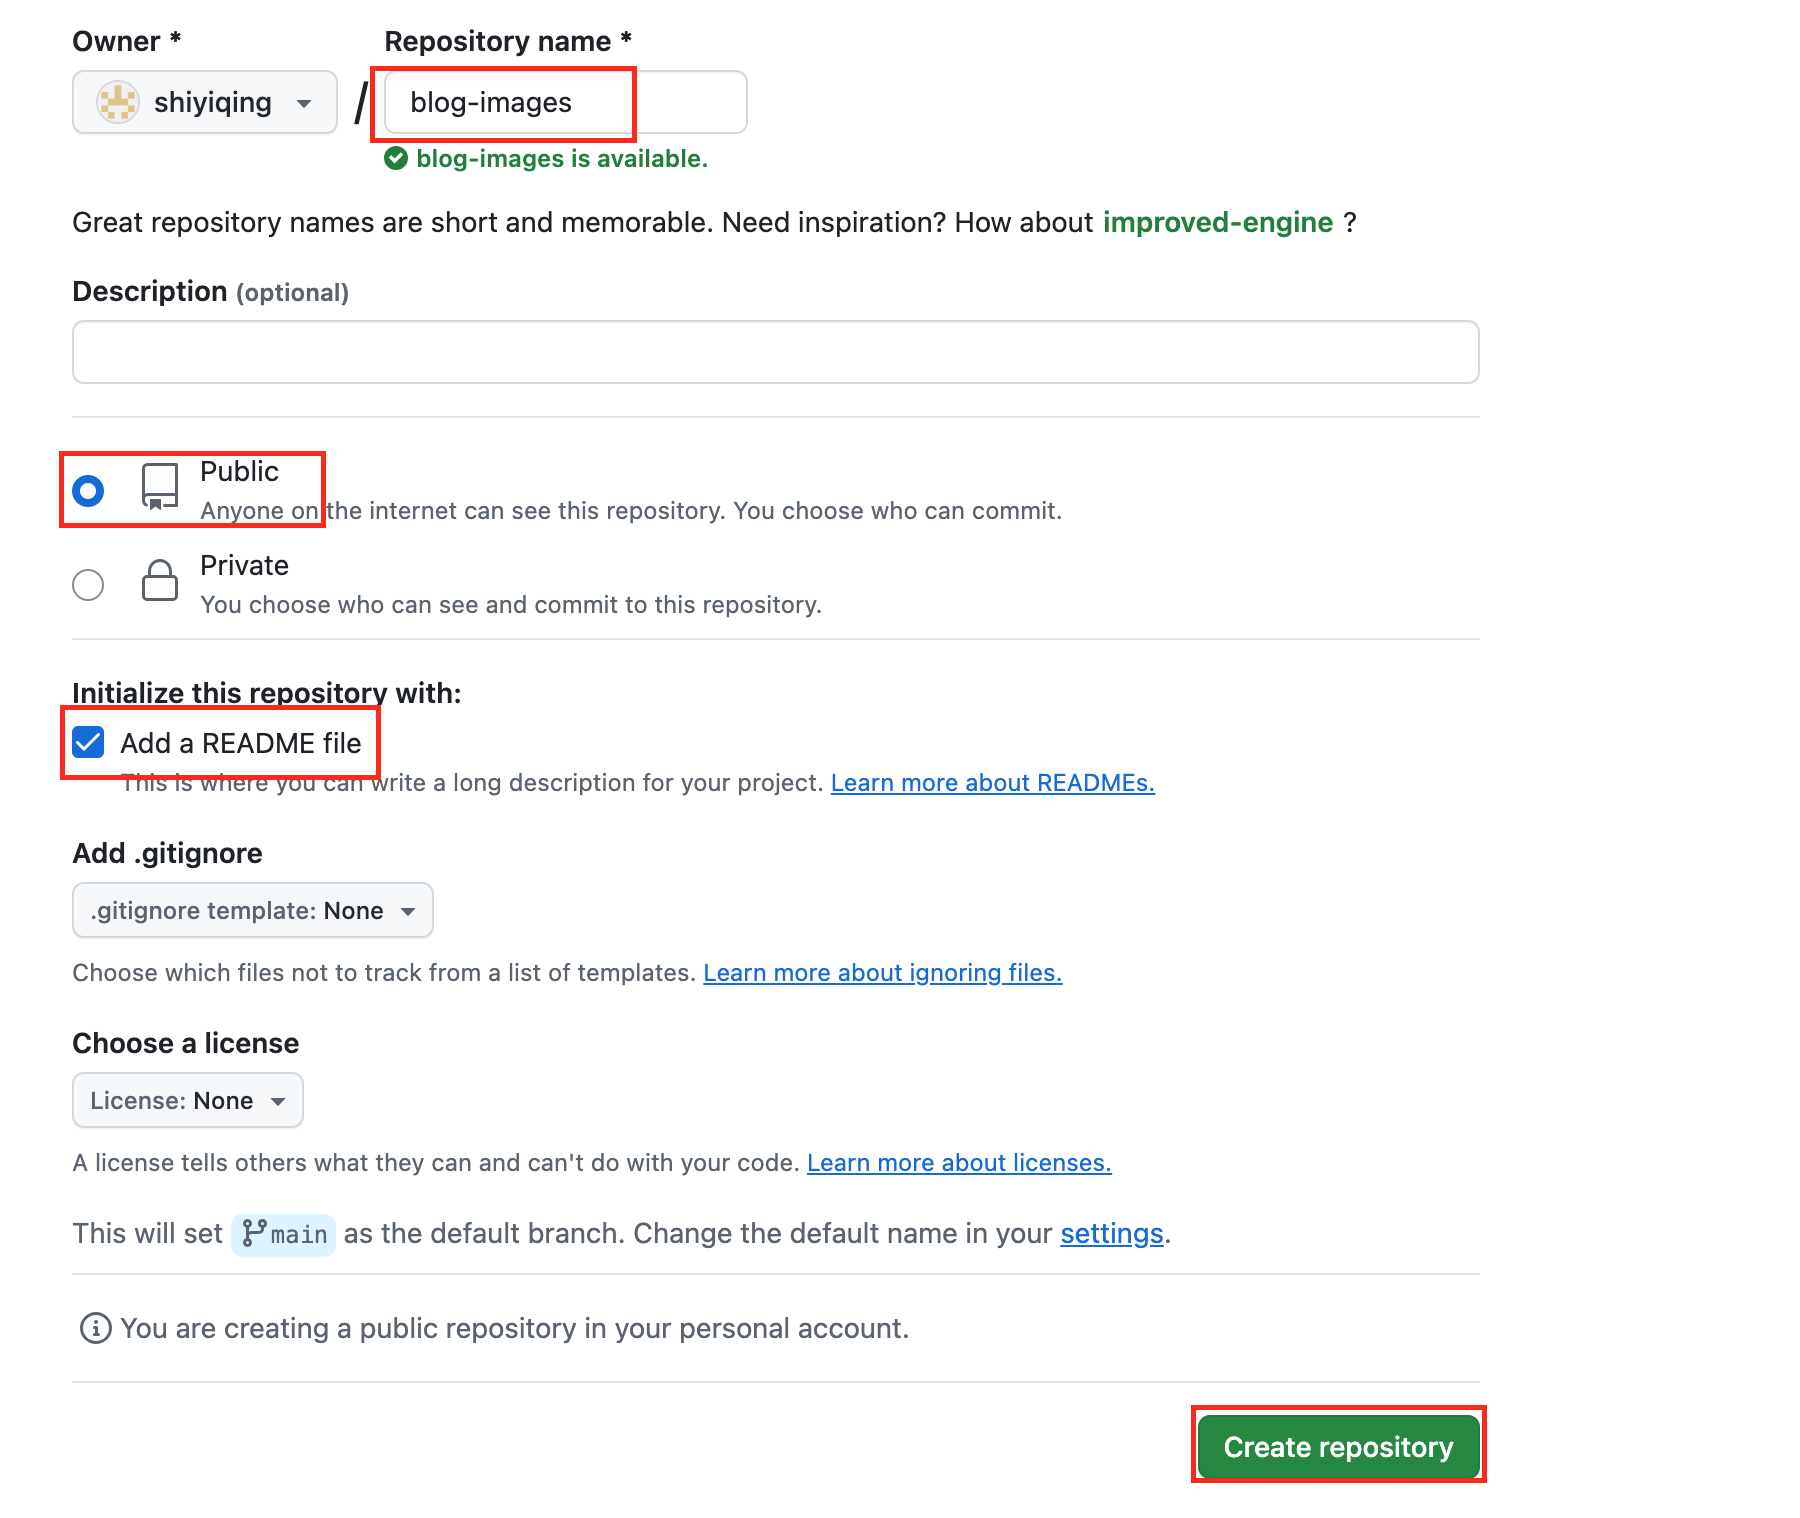 Owner * Repository name *
shiyiqing / blog-images
blog-images is available.
Great repository names are short and memorable. Need inspiration? How about improved-engine ?
Description (optional)
Public
Anyone on the internet can see this repository. You choose who can commit.
Private
You choose who can see and commit to this repository.
Initialize this repository with:
Add a README file
This is where you can write a long description for your project. Learn more about READMEs.
Add .gitignore
.gitignore template: None
Choose which files not to track from a list of templates. Learn more about ignoring files.
Choose a license
License: None
A license tells others what they can and can't do with your code. Learn more about licenses.
This will set main as the default branch. Change the default name in your settings.
You are creating a public repository in your personal account.
Create repository